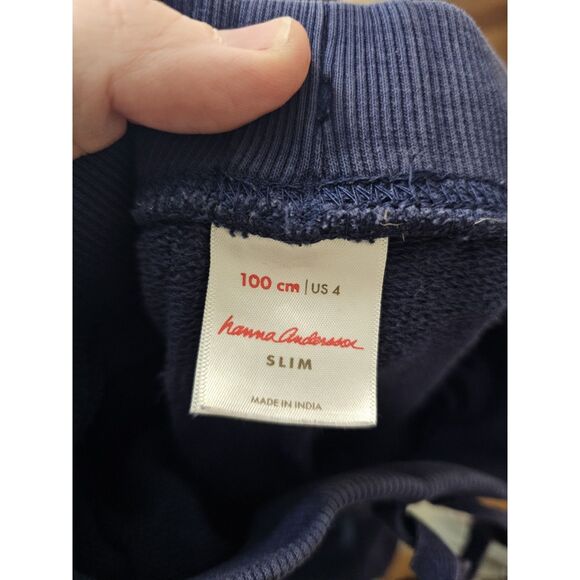 100 cm | US 4
hanna andersson
SLIM
MADE IN INDIA